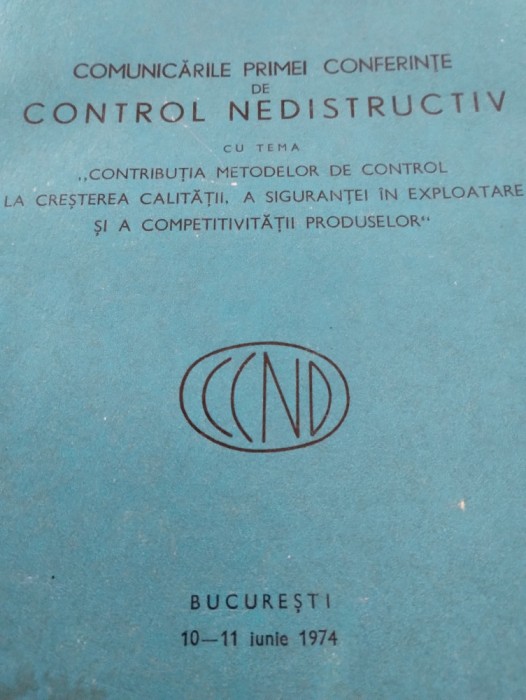 COMUNICĂRILE PRIMEI CONFERINȚE
DE
CONTROL NEDISTRUCTIV
CU TEMA
„CONTRIBUȚIA METODELOR DE CONTROL
LA CREȘTEREA CALITĂȚII, A SIGURANȚEI ÎN EXPLOATARE
ȘI A COMPETITIVITĂȚII PRODUSELOR“
CCND
BUCUREȘTI
10—11 iunie 1974